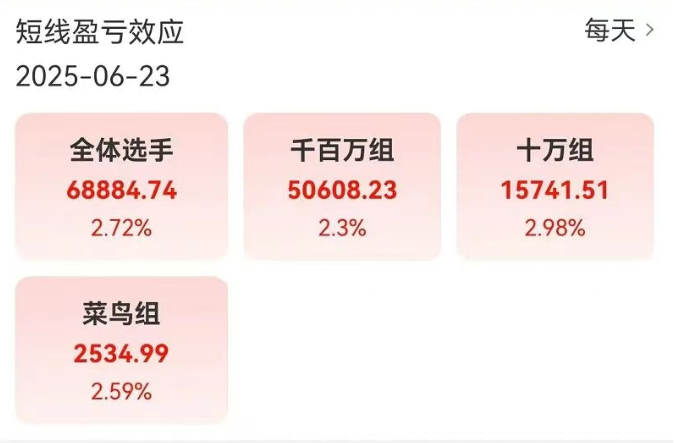 短线盈亏效应
每天 >
2025-06-23
全体选手
68884.74
2.72%
千百万组
50608.23
2.3%
十万组
15741.51
2.98%
菜鸟组
2534.99
2.59%